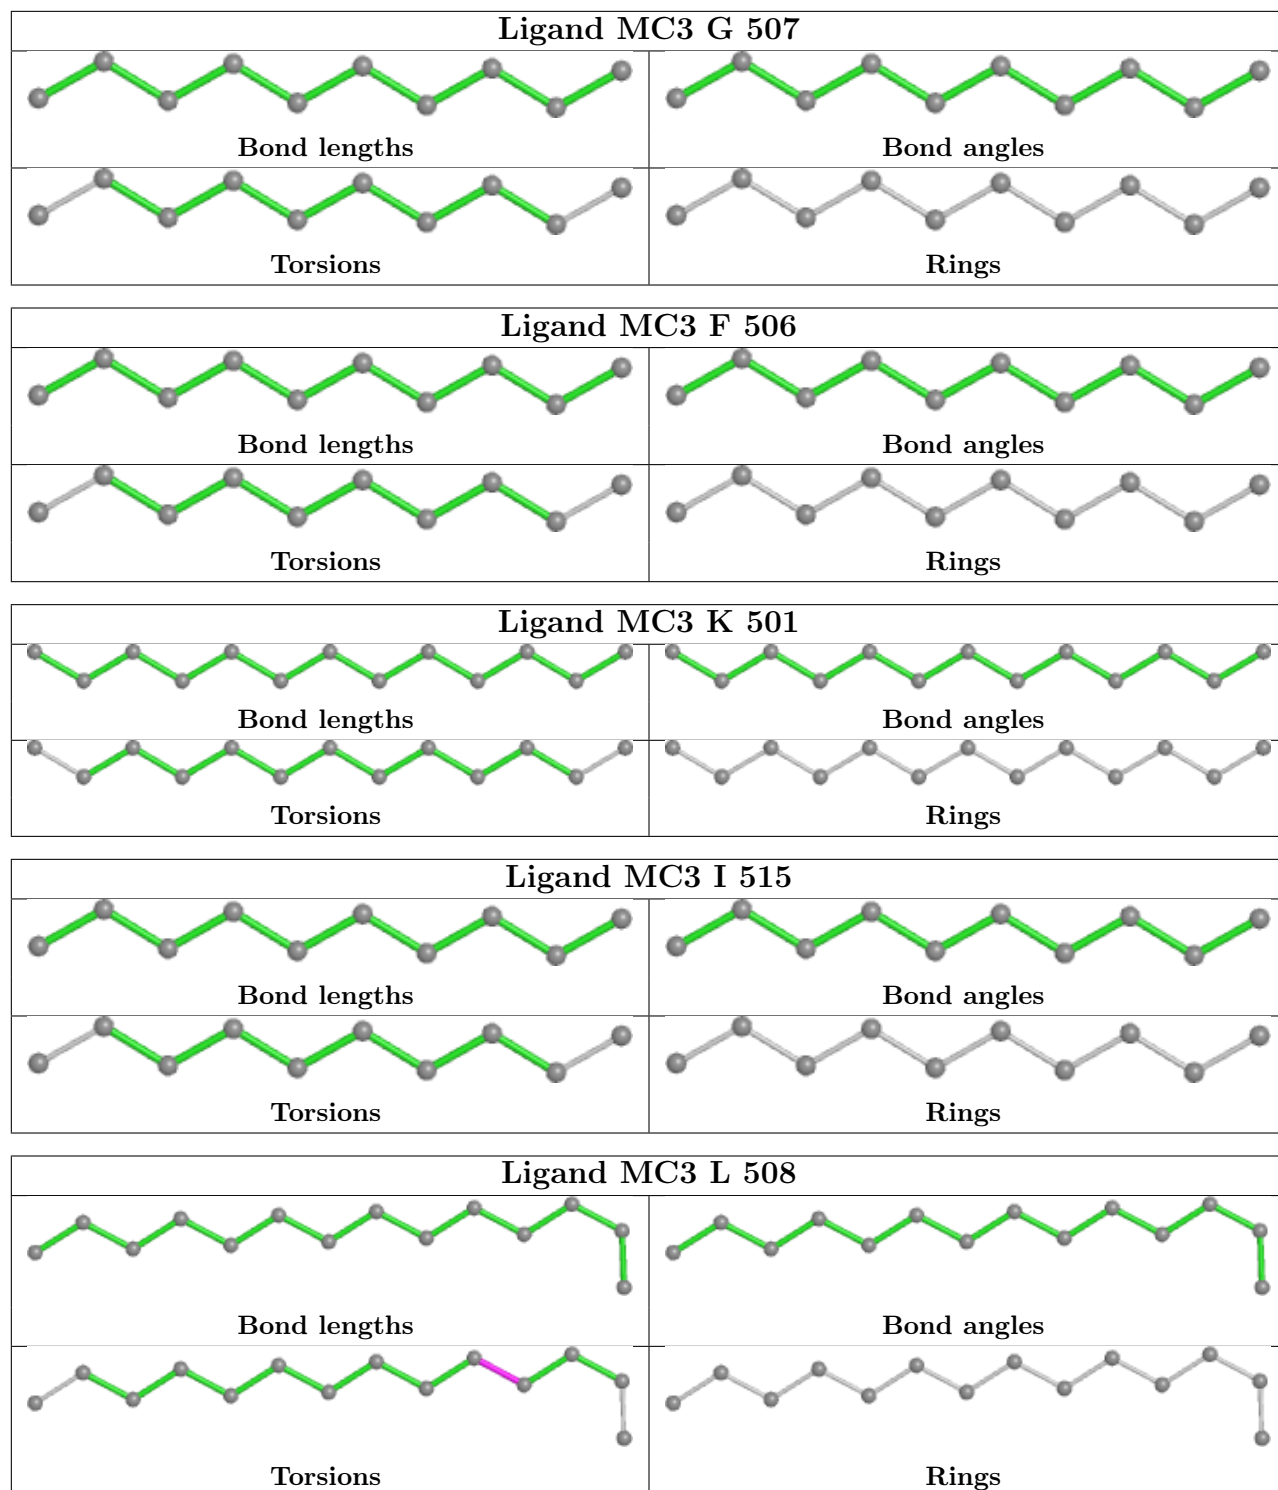 Ligand MC3 G 507
Bond lengths
Bond angles
Torsions
Rings
Ligand MC3 F 506
Bond lengths
Bond angles
Torsions
Rings
Ligand MC3 K 501
Bond lengths
Bond angles
Torsions
Rings
Ligand MC3 I 515
Bond lengths
Bond angles
Torsions
Rings
Ligand MC3 L 508
Bond lengths
Bond angles
Torsions
Rings